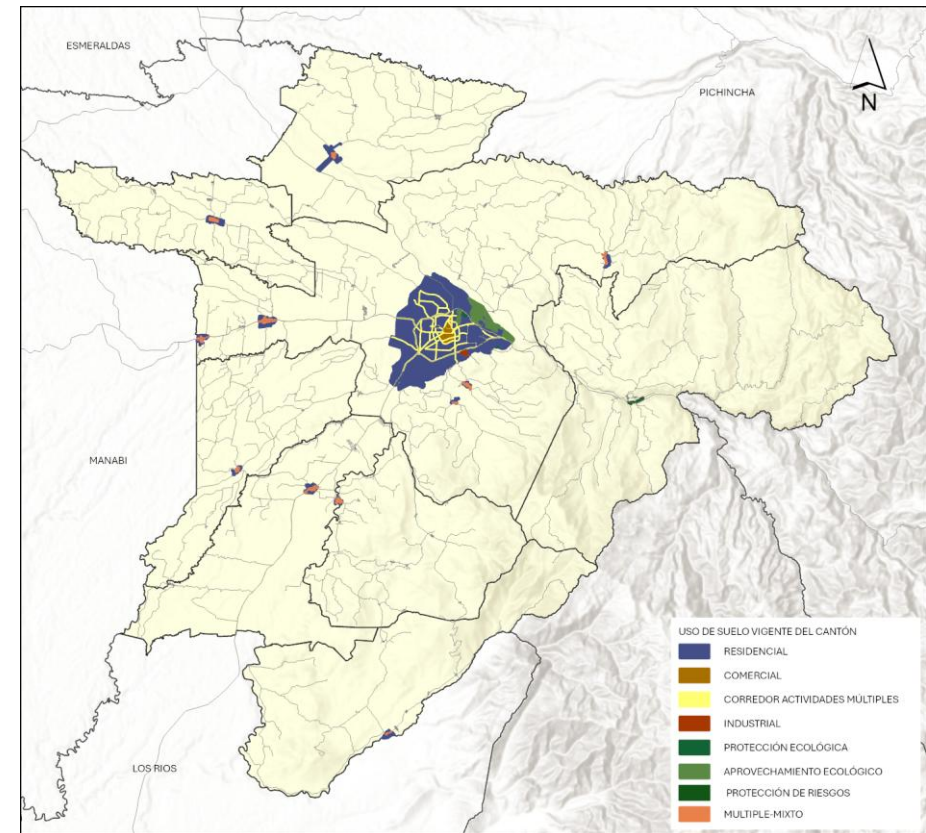 ESMERALDAS
PICHINCHA
N
MANABI
LOS RIOS
USO DE SUELO VIGENTE DEL CANTÓN
RESIDENCIAL
COMERCIAL
CORREDOR ACTIVIDADES MÚLTIPLES
INDUSTRIAL
PROTECCIÓN ECOLÓGICA
APROVECHAMIENTO ECOLÓGICO
PROTECCIÓN DE RIESGOS
MULTIPLE-MIXTO